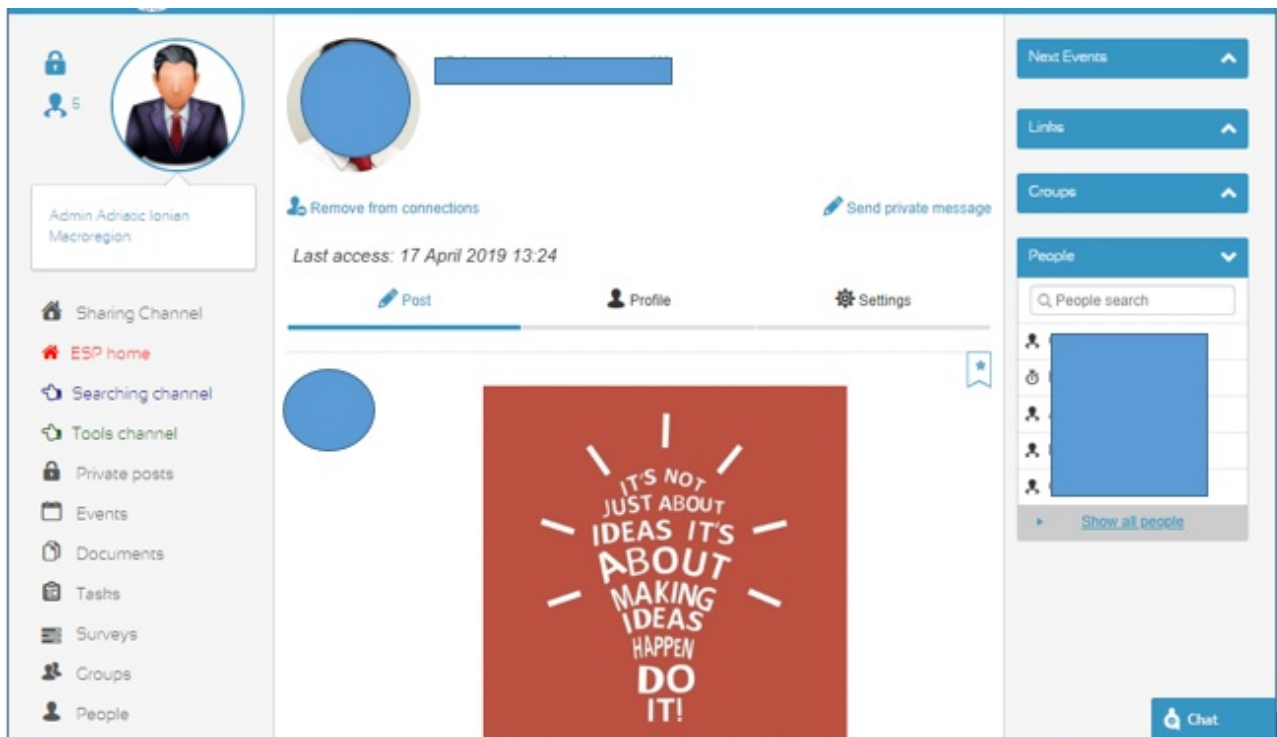 5
Admin Adriatic Ionian
Macroregion
Sharing Channel
ESP home
Searching channel
Tools channel
Private posts
Events
Documents
Tasks
Surveys
Groups
People
Remove from connections
Send private message
Last access: 17 April 2019 13:24
Post
Profile
Settings
IT'S NOT
JUST ABOUT
IDEAS IT'S
ABOUT
MAKING
IDEAS
HAPPEN
DO
IT!
Next Events
Links
Groups
People
People search
Show all people
Chat